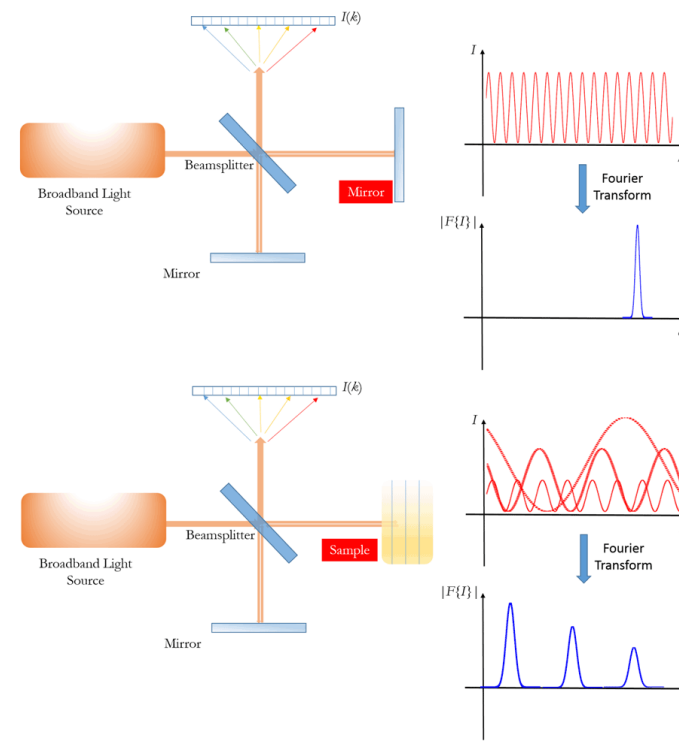 I(k)
I
Beamsplitter
Broadband Light
Source
Mirror
Fourier
Transform
|F{I}|
Mirror
I(k)
I
Beamsplitter
Broadband Light
Source
Sample
Fourier
Transform
|F{I}|
Mirror